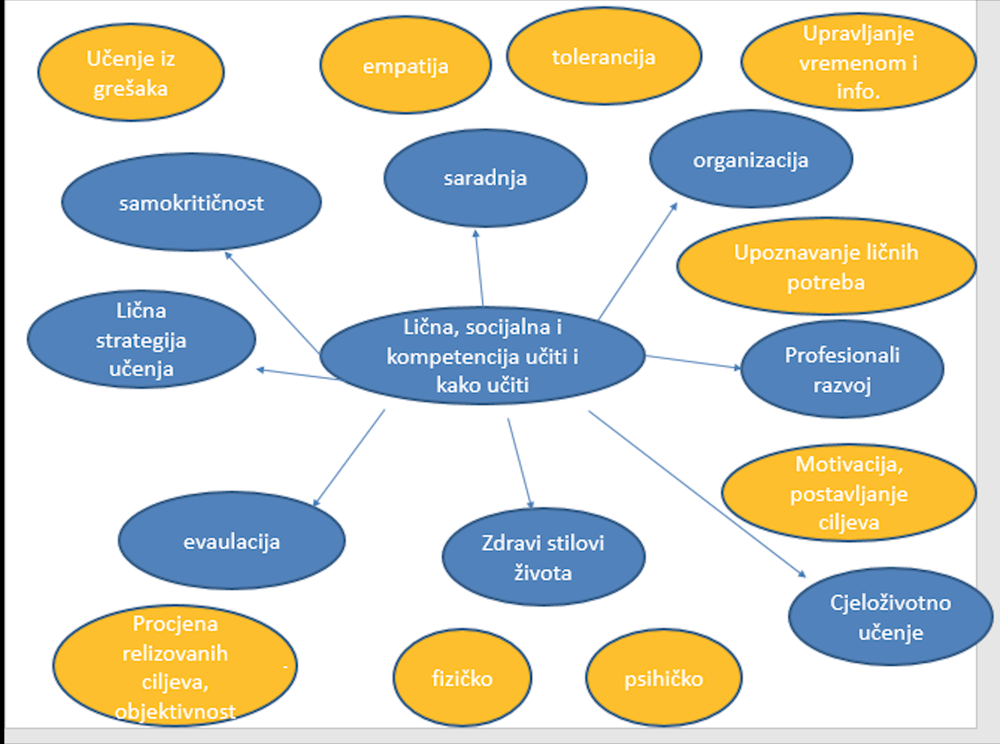 Učenje iz
grešaka
empatija
tolerancija
Upravljanje
vremenom i
info.
samokritičnost
saradnja
organizacija
Upoznavanje ličnih
potreba
Lična
strategija
učenja
Lična, socijalna i
kompetencija učiti i
kako učiti
Profesionali
razvoj
Motivacija,
postavljanje
ciljeva
evaulacija
Zdravi stilovi
života
Cjeloživotno
učenje
Procjena
relizovanih
ciljeva,
objektivnost
-
fizičko
psihičko